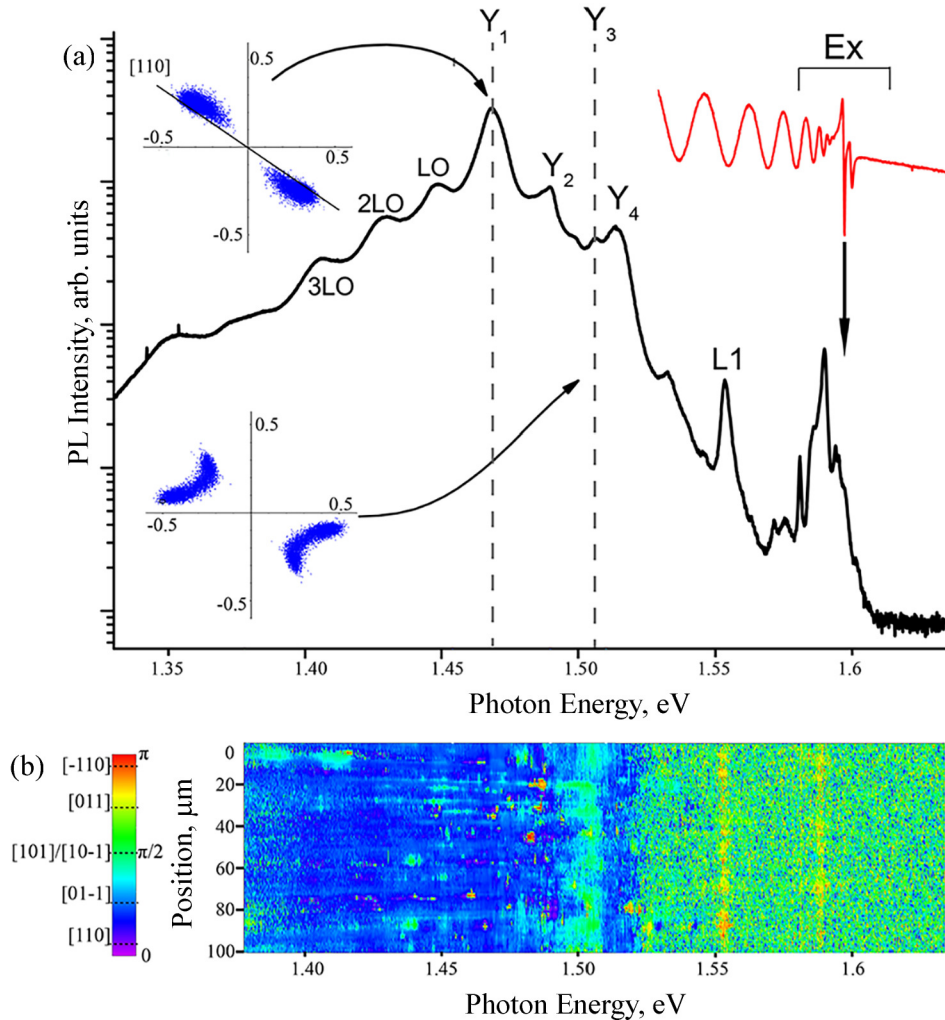 (a)
Y1
Y3
Ex
0.5
[110]
-0.5
0.5
-0.5
LO
2LO
3LO
Y2
Y4
L1
0.5
-0.5
0.5
-0.5
PL Intensity, arb. units
1.35
1.40
1.45
1.50
1.55
1.6
Photon Energy, eV
(b)
[-110]
[011]
[101]/[10-1]
[01-1]
[110]
π
π/2
0
Position, μm
0
20
40
60
80
100
1.40
1.45
1.50
1.55
1.6
Photon Energy, eV